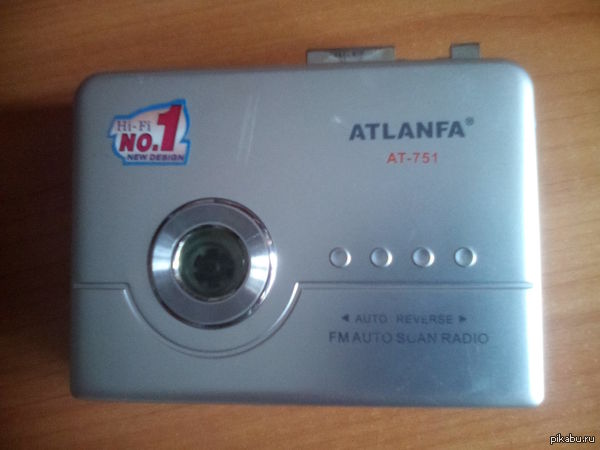 Hi-Fi
NO.1
NEW DESIGN
ATLANFA®
AT-751
◄ AUTO REVERSE ►
FM AUTO SCAN RADIO
pikabu.ru